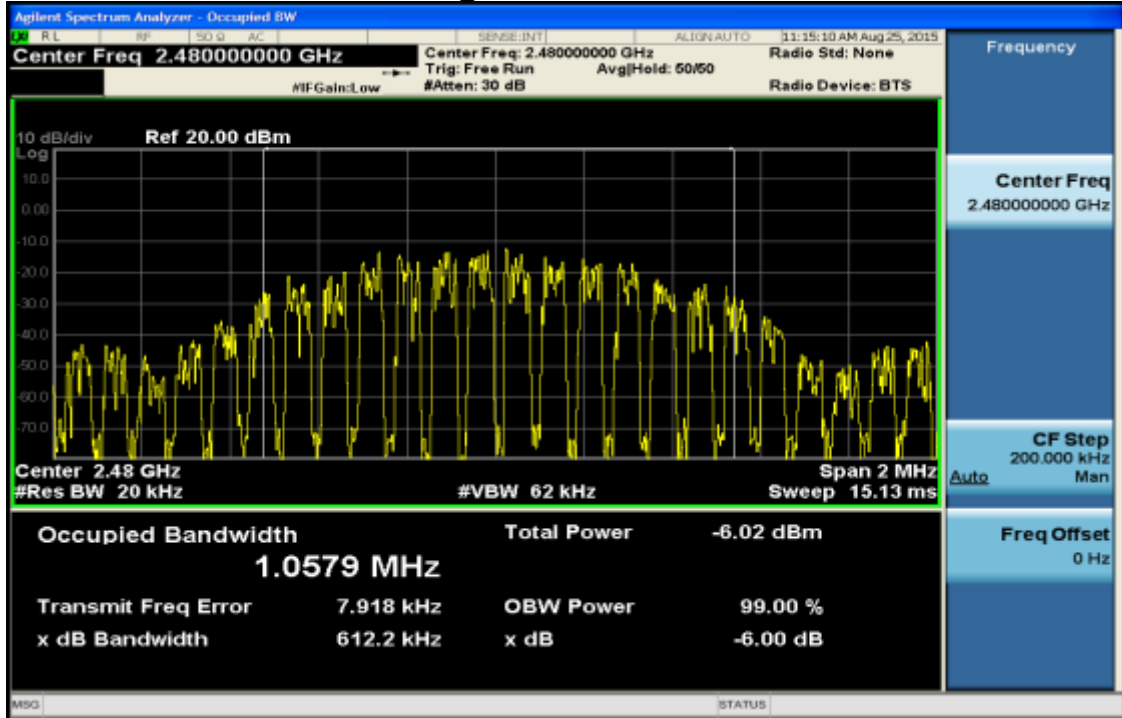 Agilent Spectrum Analyzer - Occupied BW
RL RF 50 Ω AC SENSE:INT ALIGN AUTO 11:15:10 AM Aug 25, 2015
Center Freq 2.480000000 GHz
Center Freq: 2.480000000 GHz
Radio Std: None
Trig: Free Run Avg|Hold: 50/50
#IFGain:Low
#Atten: 30 dB
Radio Device: BTS
Frequency
10 dB/div Ref 20.00 dBm
Log
10.0
0.00
-10.0
-20.0
-30.0
-40.0
-50.0
-60.0
-70.0
Center 2.48 GHz
Span 2 MHz
#Res BW 20 kHz
#VBW 62 kHz
Sweep 15.13 ms
Center Freq
2.480000000 GHz
CF Step
200.000 kHz
Auto Man
Freq Offset
0 Hz
Occupied Bandwidth
1.0579 MHz
Total Power -6.02 dBm
Transmit Freq Error 7.918 kHz
OBW Power 99.00 %
x dB Bandwidth 612.2 kHz
x dB -6.00 dB
MSG
STATUS